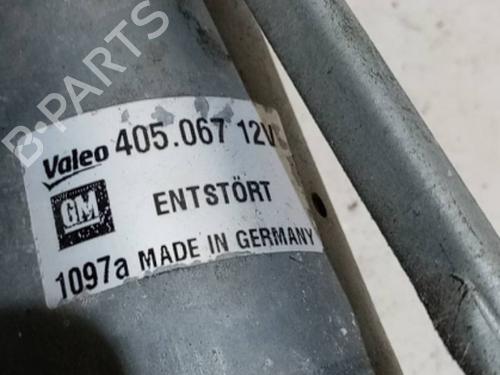 B-PARTS
Valeo 405.067 12V
GM
ENTSTÖRT
1097a MADE IN GERMANY